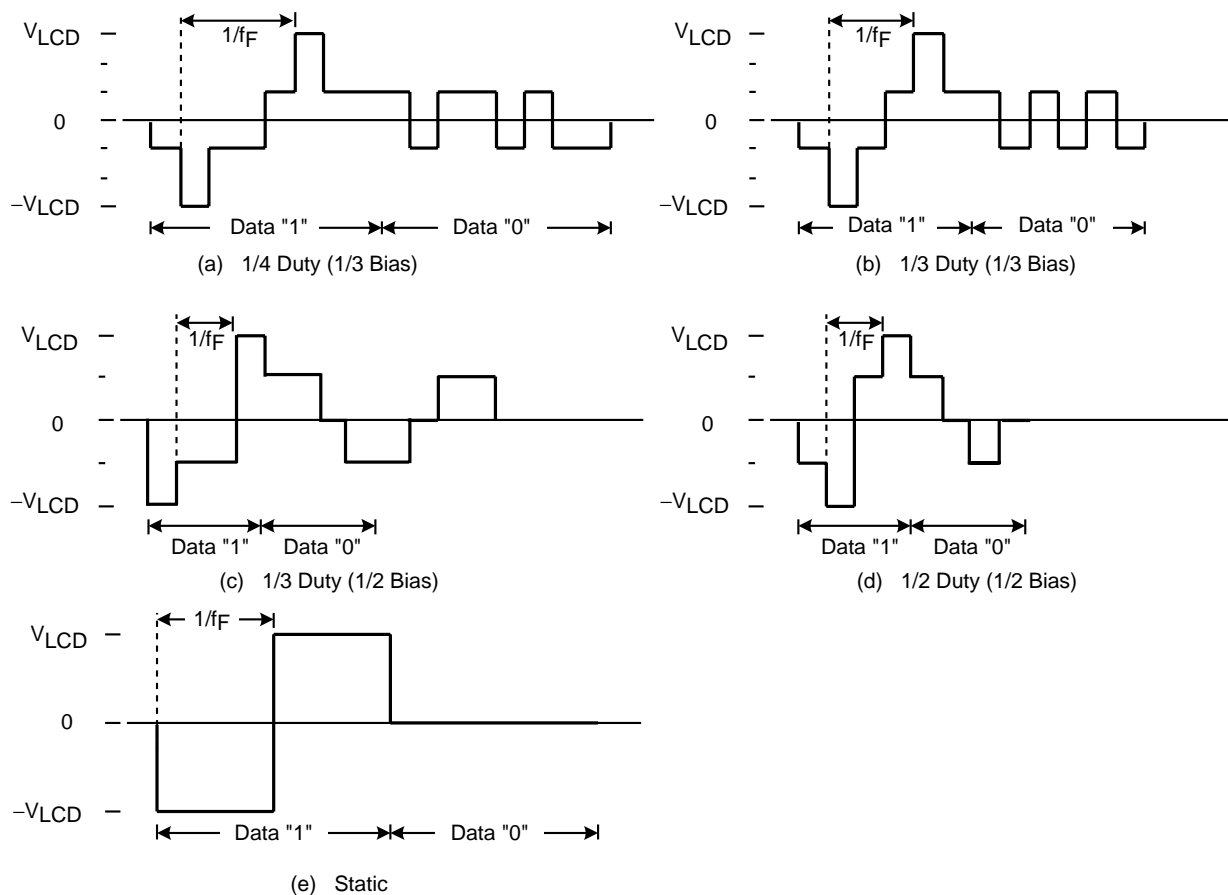 VLCD
1/fF
0
−VLCD
Data "1"
Data "0"
(a) 1/4 Duty (1/3 Bias)
VLCD
1/fF
0
−VLCD
Data "1"
Data "0"
(b) 1/3 Duty (1/3 Bias)
VLCD
1/fF
0
−VLCD
Data "1"
Data "0"
(c) 1/3 Duty (1/2 Bias)
VLCD
1/fF
0
−VLCD
Data "1"
Data "0"
(d) 1/2 Duty (1/2 Bias)
VLCD
1/fF
0
−VLCD
Data "1"
Data "0"
(e) Static